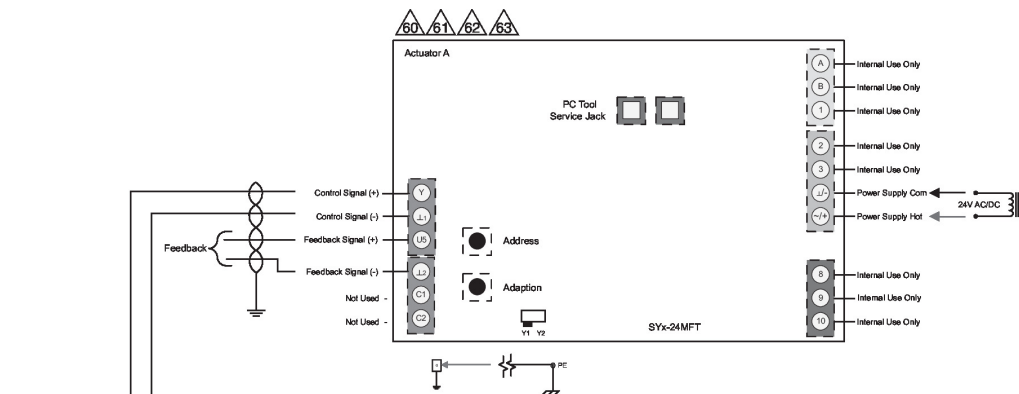 60 61 62 63
Actuator A
PC Tool
Service Jack
A Internal Use Only
B Internal Use Only
1 Internal Use Only
2 Internal Use Only
3 Internal Use Only
Control Signal (+) Y
⊥/- Power Supply Com
24V AC/DC
Control Signal (-) ⊥1
~/+ Power Supply Hot
Feedback
Feedback Signal (+) U5
Address
Feedback Signal (-) ⊥2
8 Internal Use Only
Adaption
Not Used - C1
9 Internal Use Only
Not Used - C2
10 Internal Use Only
Y1 Y2
SYx-24MFT
PE